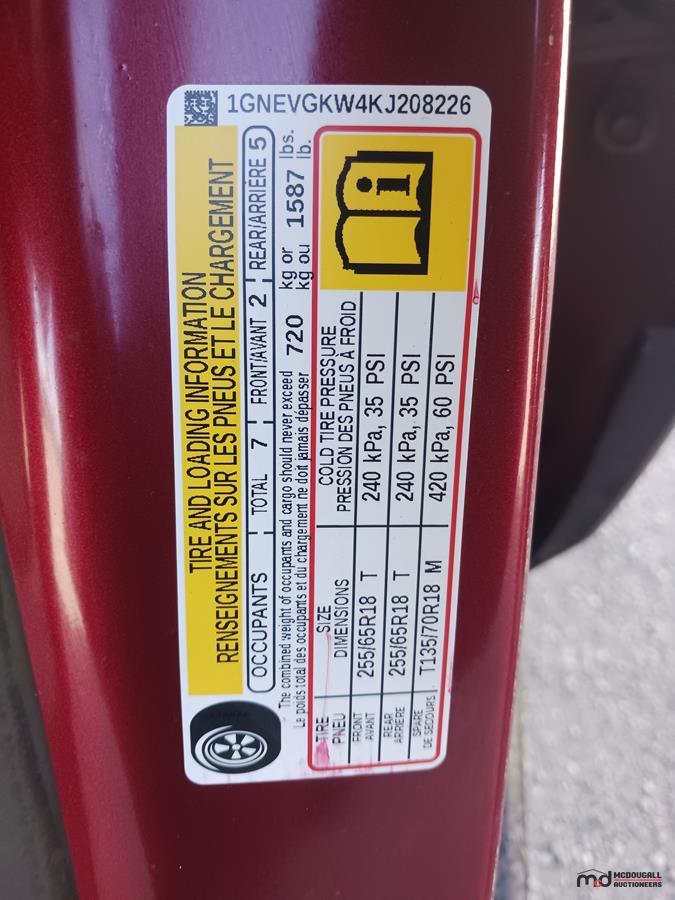 1GNEVGKW4KJ208226
TIRE AND LOADING INFORMATION
RENSEIGNEMENTS SUR LES PNEUS ET LE CHARGEMENT
OCCUPANTS TOTAL 7 FRONT/AVANT 2 REAR/ARRIÈRE 5
The combined weight of occupants and cargo should never exceed kg or lbs.
Le poids total des occupants et du chargement ne doit jamais dépasser 720 kg ou 1587 lb.
TIRE SIZE COLD TIRE PRESSURE
PNEU DIMENSIONS PRESSION DES PNEUS À FROID
FRONT
AVANT 255/65R18 T 240 kPa, 35 PSI
REAR
ARRIERE 255/65R18 T 240 kPa, 35 PSI
SPARE
DE SECOURS T135/70R18 M 420 kPa, 60 PSI
md MCDOUGALL
AUCTIONEERS